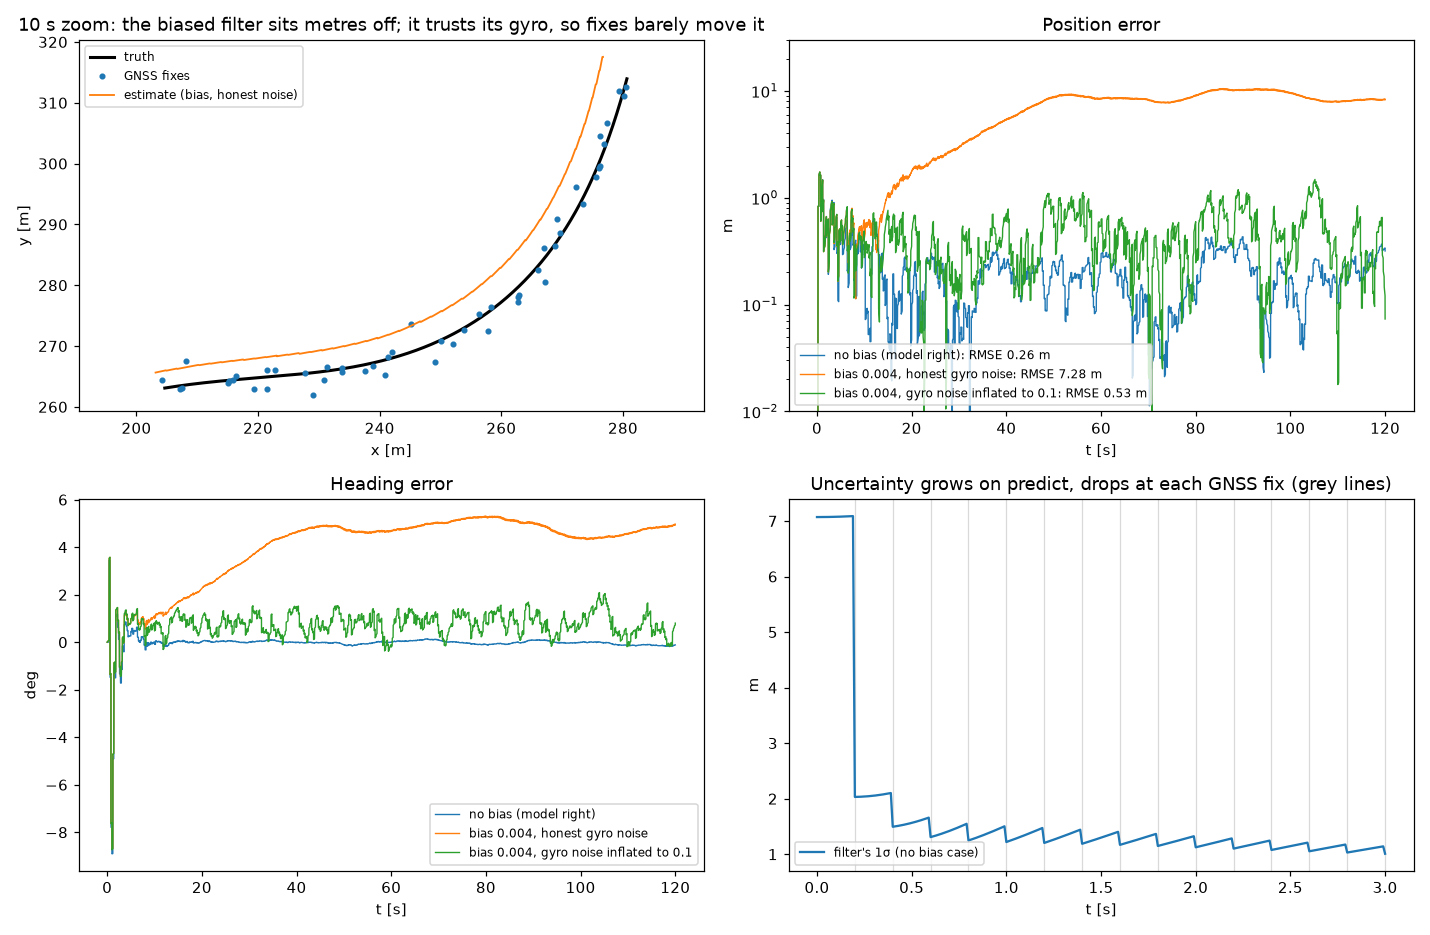 10 s zoom: the biased filter sits metres off; it trusts its gyro, so fixes barely move it
320
310
300
290
280
270
260
y [m]
truth
GNSS fixes
estimate (bias, honest noise)
200
220
240
260
280
x [m]
Position error
10¹
10⁰
10⁻¹
10⁻²
m
no bias (model right): RMSE 0.26 m
bias 0.004, honest gyro noise: RMSE 7.28 m
bias 0.004, gyro noise inflated to 0.1: RMSE 0.53 m
0
20
40
60
80
100
120
t [s]
Heading error
6
4
2
0
−2
−4
−6
−8
deg
no bias (model right)
bias 0.004, honest gyro noise
bias 0.004, gyro noise inflated to 0.1
0
20
40
60
80
100
120
t [s]
Uncertainty grows on predict, drops at each GNSS fix (grey lines)
7
6
5
4
3
2
1
m
filter's 1σ (no bias case)
0.0
0.5
1.0
1.5
2.0
2.5
3.0
t [s]